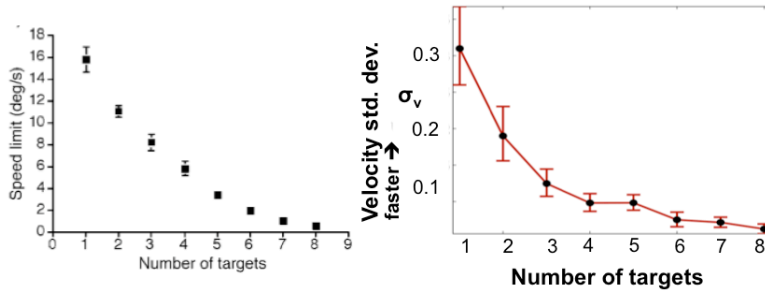 18
16
14
12
10
8
6
4
2
0
Speed limit (deg/s)
0 1 2 3 4 5 6 7 8 9
Number of targets
Velocity std. dev.
faster →
σv
0.3
0.2
0.1
1 2 3 4 5 6 7 8
Number of targets